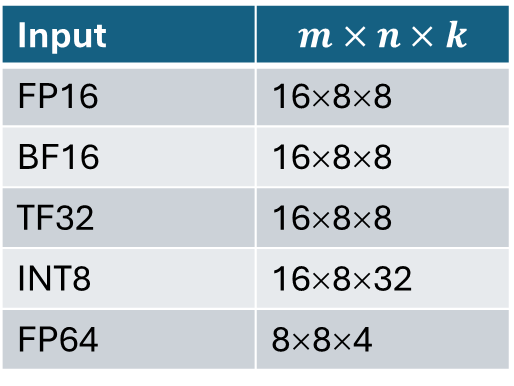 Input m × n × k
FP16 16×8×8
BF16 16×8×8
TF32 16×8×8
INT8 16×8×32
FP64 8×8×4